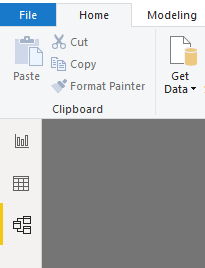 File Home Modeling
Cut
Paste
Copy
Format Painter
Get
Data
Clipboard